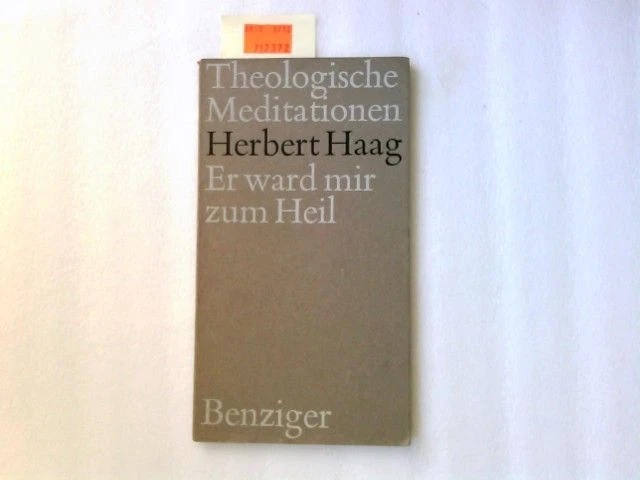 Theologische
Meditationen
Herbert Haag
Er ward mir
zum Heil
Benziger